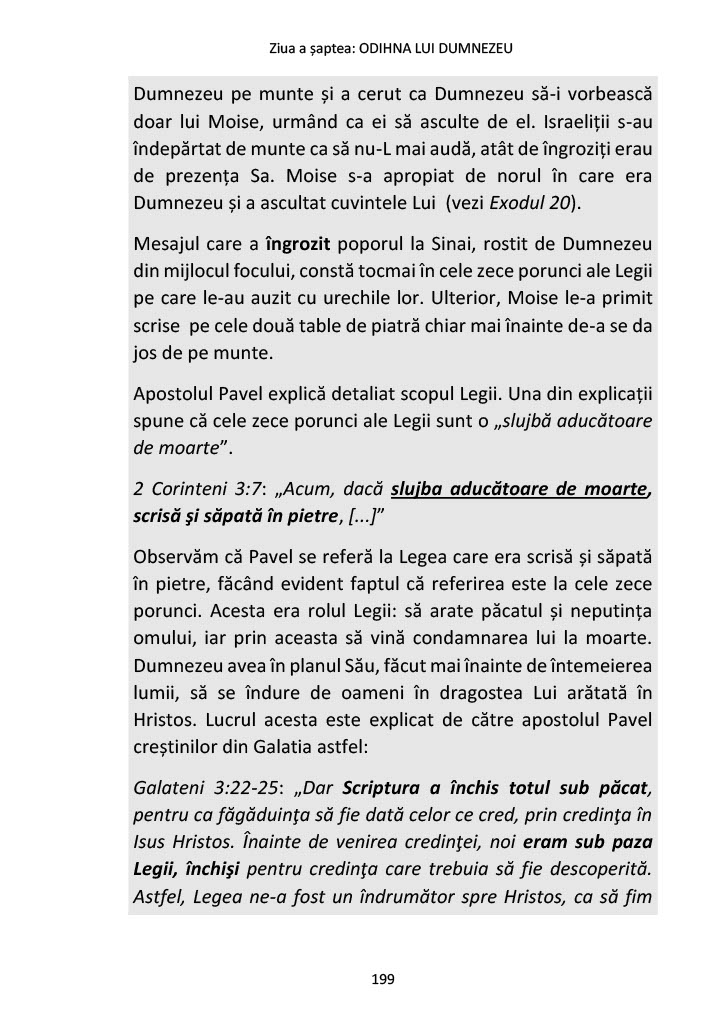 Ziua a șaptea: ODIHNA LUI DUMNEZEU
Dumnezeu pe munte și a cerut ca Dumnezeu să-i vorbească
doar lui Moise, urmând ca ei să asculte de el. Israeliții s-au
îndepărtat de munte ca să nu-L mai audă, atât de îngroziți erau
de prezența Sa. Moise s-a apropiat de norul în care era
Dumnezeu și a ascultat cuvintele Lui  (vezi Exodul 20).
Mesajul care a îngrozit poporul la Sinai, rostit de Dumnezeu
din mijlocul focului, constă tocmai în cele zece porunci ale Legii
pe care le-au auzit cu urechile lor. Ulterior, Moise le-a primit
scrise  pe cele două table de piatră chiar mai înainte de-a se da
jos de pe munte.
Apostolul Pavel explică detaliat scopul Legii. Una din explicații
spune că cele zece porunci ale Legii sunt o „slujbă aducătoare
de moarte”.
2 Corinteni 3:7: „Acum, dacă slujba aducătoare de moarte,
scrisă şi săpată în pietre, [...]”
Observăm că Pavel se referă la Legea care era scrisă și săpată
în pietre, făcând evident faptul că referirea este la cele zece
porunci. Acesta era rolul Legii: să arate păcatul și neputința
omului, iar prin aceasta să vină condamnarea lui la moarte.
Dumnezeu avea în planul Său, făcut mai înainte de întemeierea
lumii, să se îndure de oameni în dragostea Lui arătată în
Hristos. Lucrul acesta este explicat de către apostolul Pavel
creștinilor din Galatia astfel:
Galateni 3:22-25: „Dar Scriptura a închis totul sub păcat,
pentru ca făgăduinţa să fie dată celor ce cred, prin credinţa în
Isus Hristos. Înainte de venirea credinţei, noi eram sub paza
Legii, închişi pentru credinţa care trebuia să fie descoperită.
Astfel, Legea ne-a fost un îndrumător spre Hristos, ca să fim
199